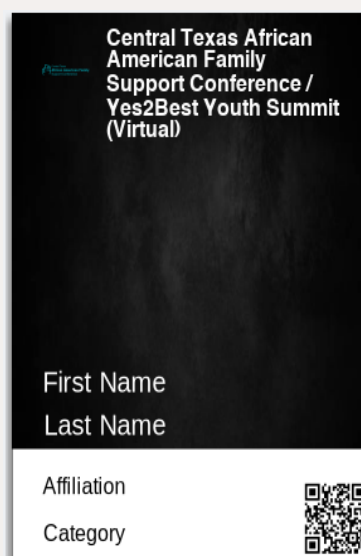 Central Texas African
American Family
Support Conference /
Yes2Best Youth Summit
(Virtual)
First Name
Last Name
Affiliation
Category